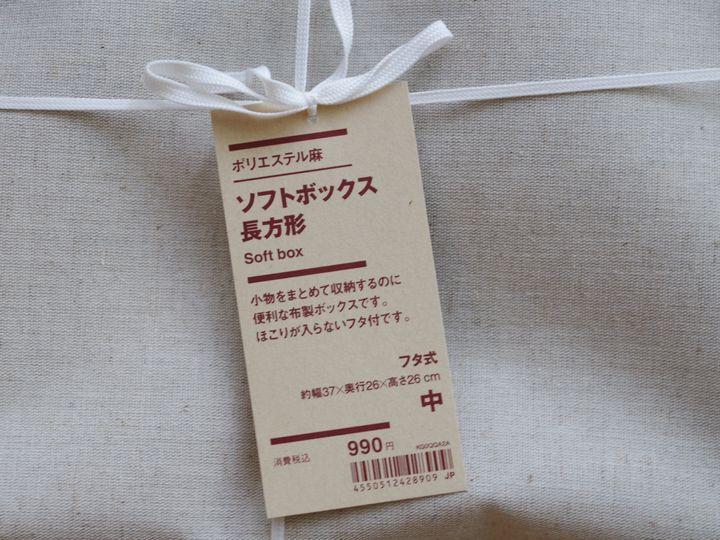 ポリエステル麻
ソフトボックス
長方形
Soft box
小物をまとめて収納するのに
便利な布製ボックスです。
ほこりが入らないフタ付です。
フタ式
約幅37×奥行26×高さ26 cm
中
消費税込 990円
4550512428909 JP